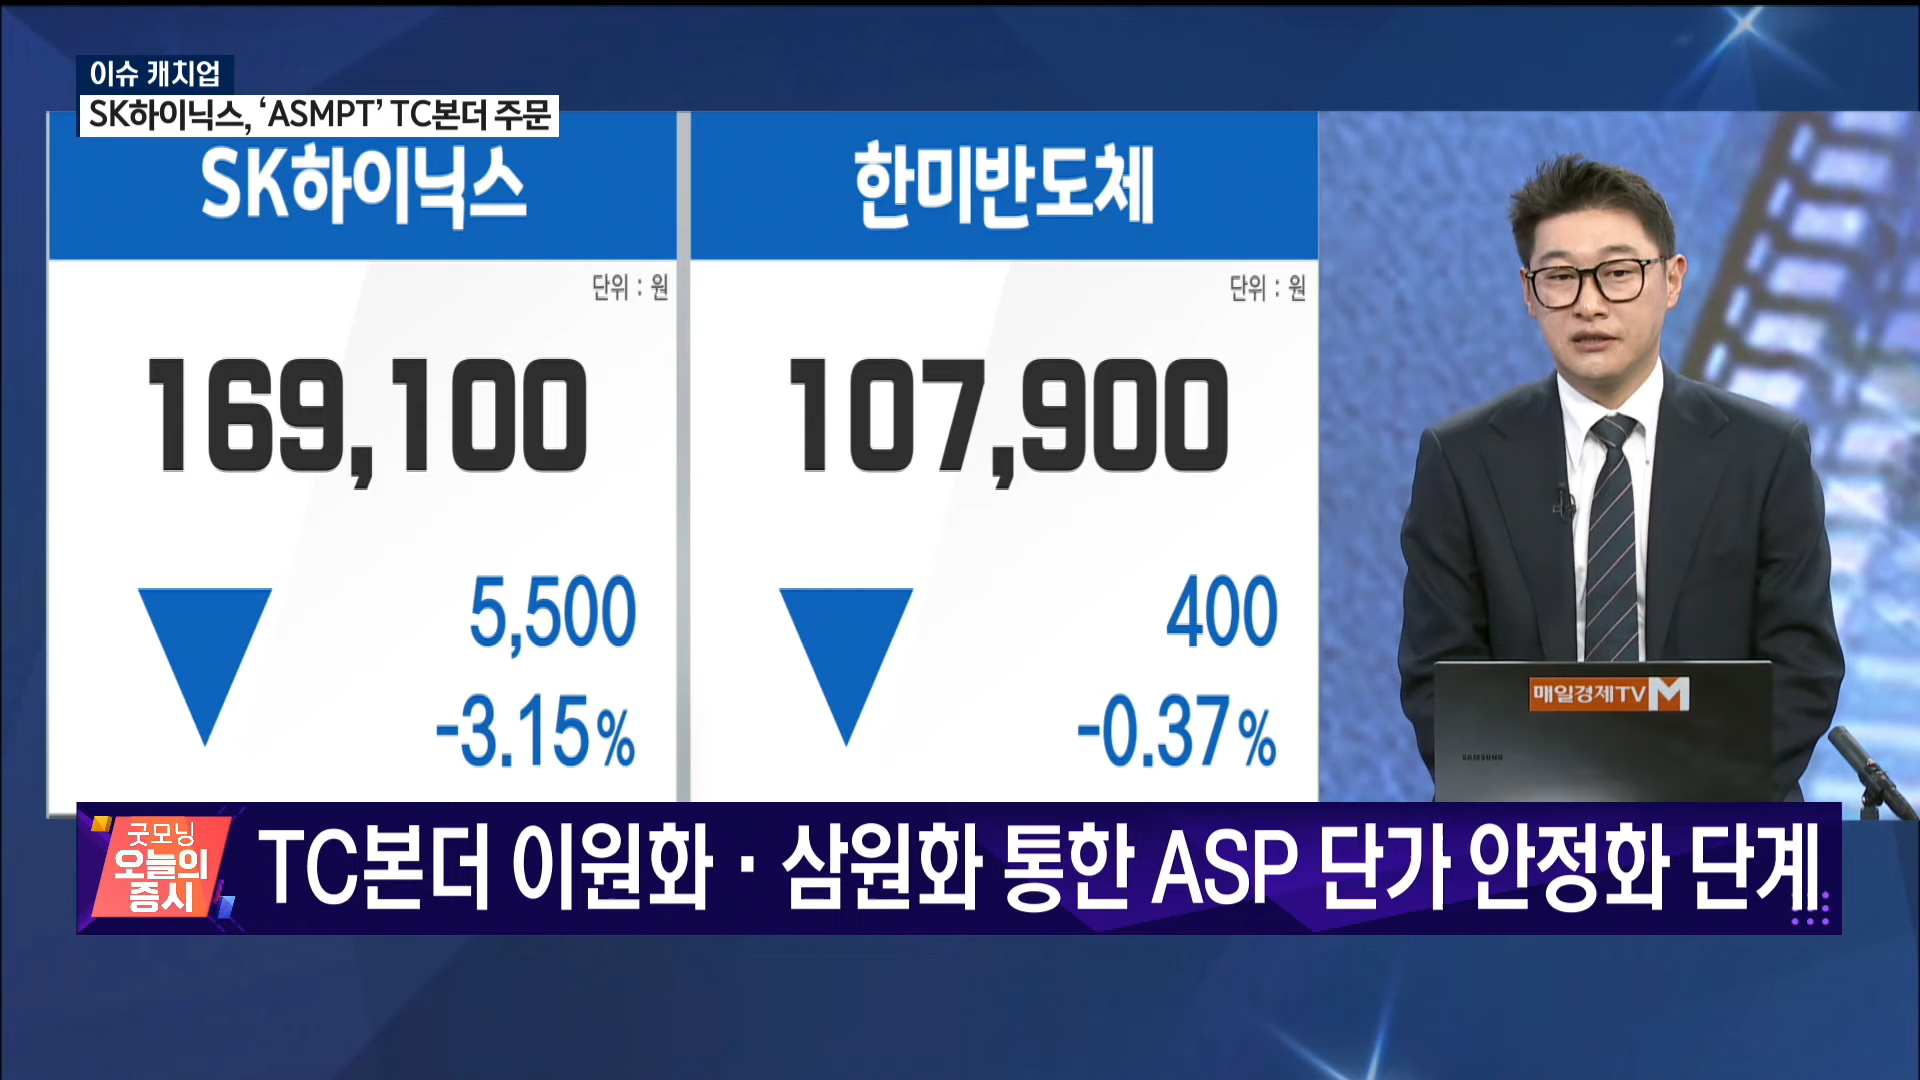 이슈 캐치업
SK하이닉스, ‘ASMPT’ TC본더 주문
SK하이닉스
단위 : 원
169,100
5,500
-3.15%
한미반도체
단위 : 원
107,900
400
-0.37%
매일경제TV M
SAMSUNG
굿모닝
오늘의
증시
TC본더 이원화·삼원화 통한 ASP 단가 안정화 단계